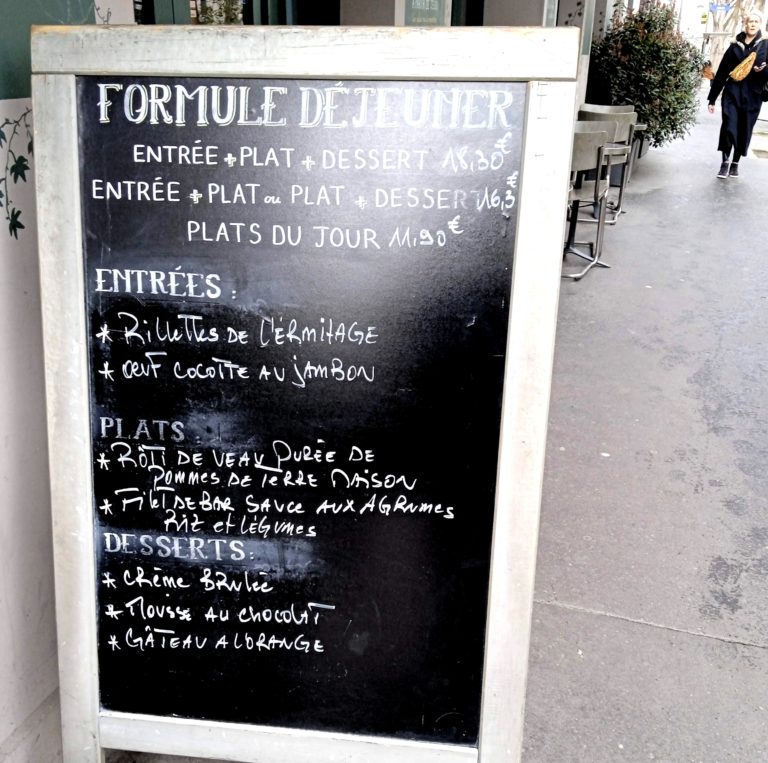 FORMULE DÉJEUNER
ENTRÉE + PLAT + DESSERT 18,30€
ENTRÉE + PLAT ou PLAT + DESSERT 16,3€
PLATS DU JOUR 11,90€
ENTRÉES :
* Rillettes de l'Érmitage
* œuf cocotte au jambon
PLATS :
* Rôti de veau Purée de
pommes de terre maison
* Filet de bar sauce aux agrumes
Riz et légumes
DESSERTS :
* crème brulée
* mousse au chocolat
* Gâteau a l'orange